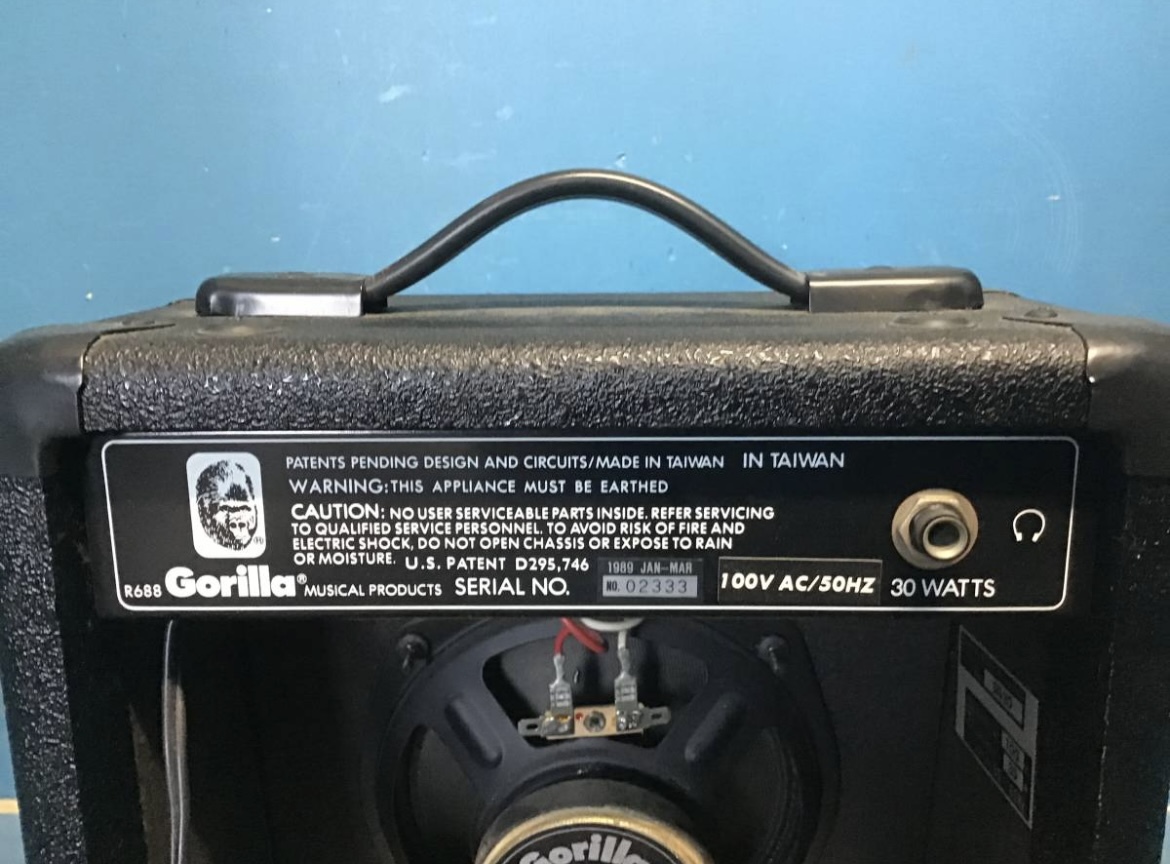 PATENTS PENDING DESIGN AND CIRCUITS/MADE IN TAIWAN IN TAIWAN
WARNING:THIS APPLIANCE MUST BE EARTHED
CAUTION: NO USER SERVICEABLE PARTS INSIDE. REFER SERVICING
TO QUALIFIED SERVICE PERSONNEL. TO AVOID RISK OF FIRE AND
ELECTRIC SHOCK, DO NOT OPEN CHASSIS OR EXPOSE TO RAIN
OR MOISTURE. U.S. PATENT D295,746
1989 JAN–MAR
R688 Gorilla® MUSICAL PRODUCTS SERIAL NO. NO. 02333 100V AC/50HZ 30 WATTS
Gorilla